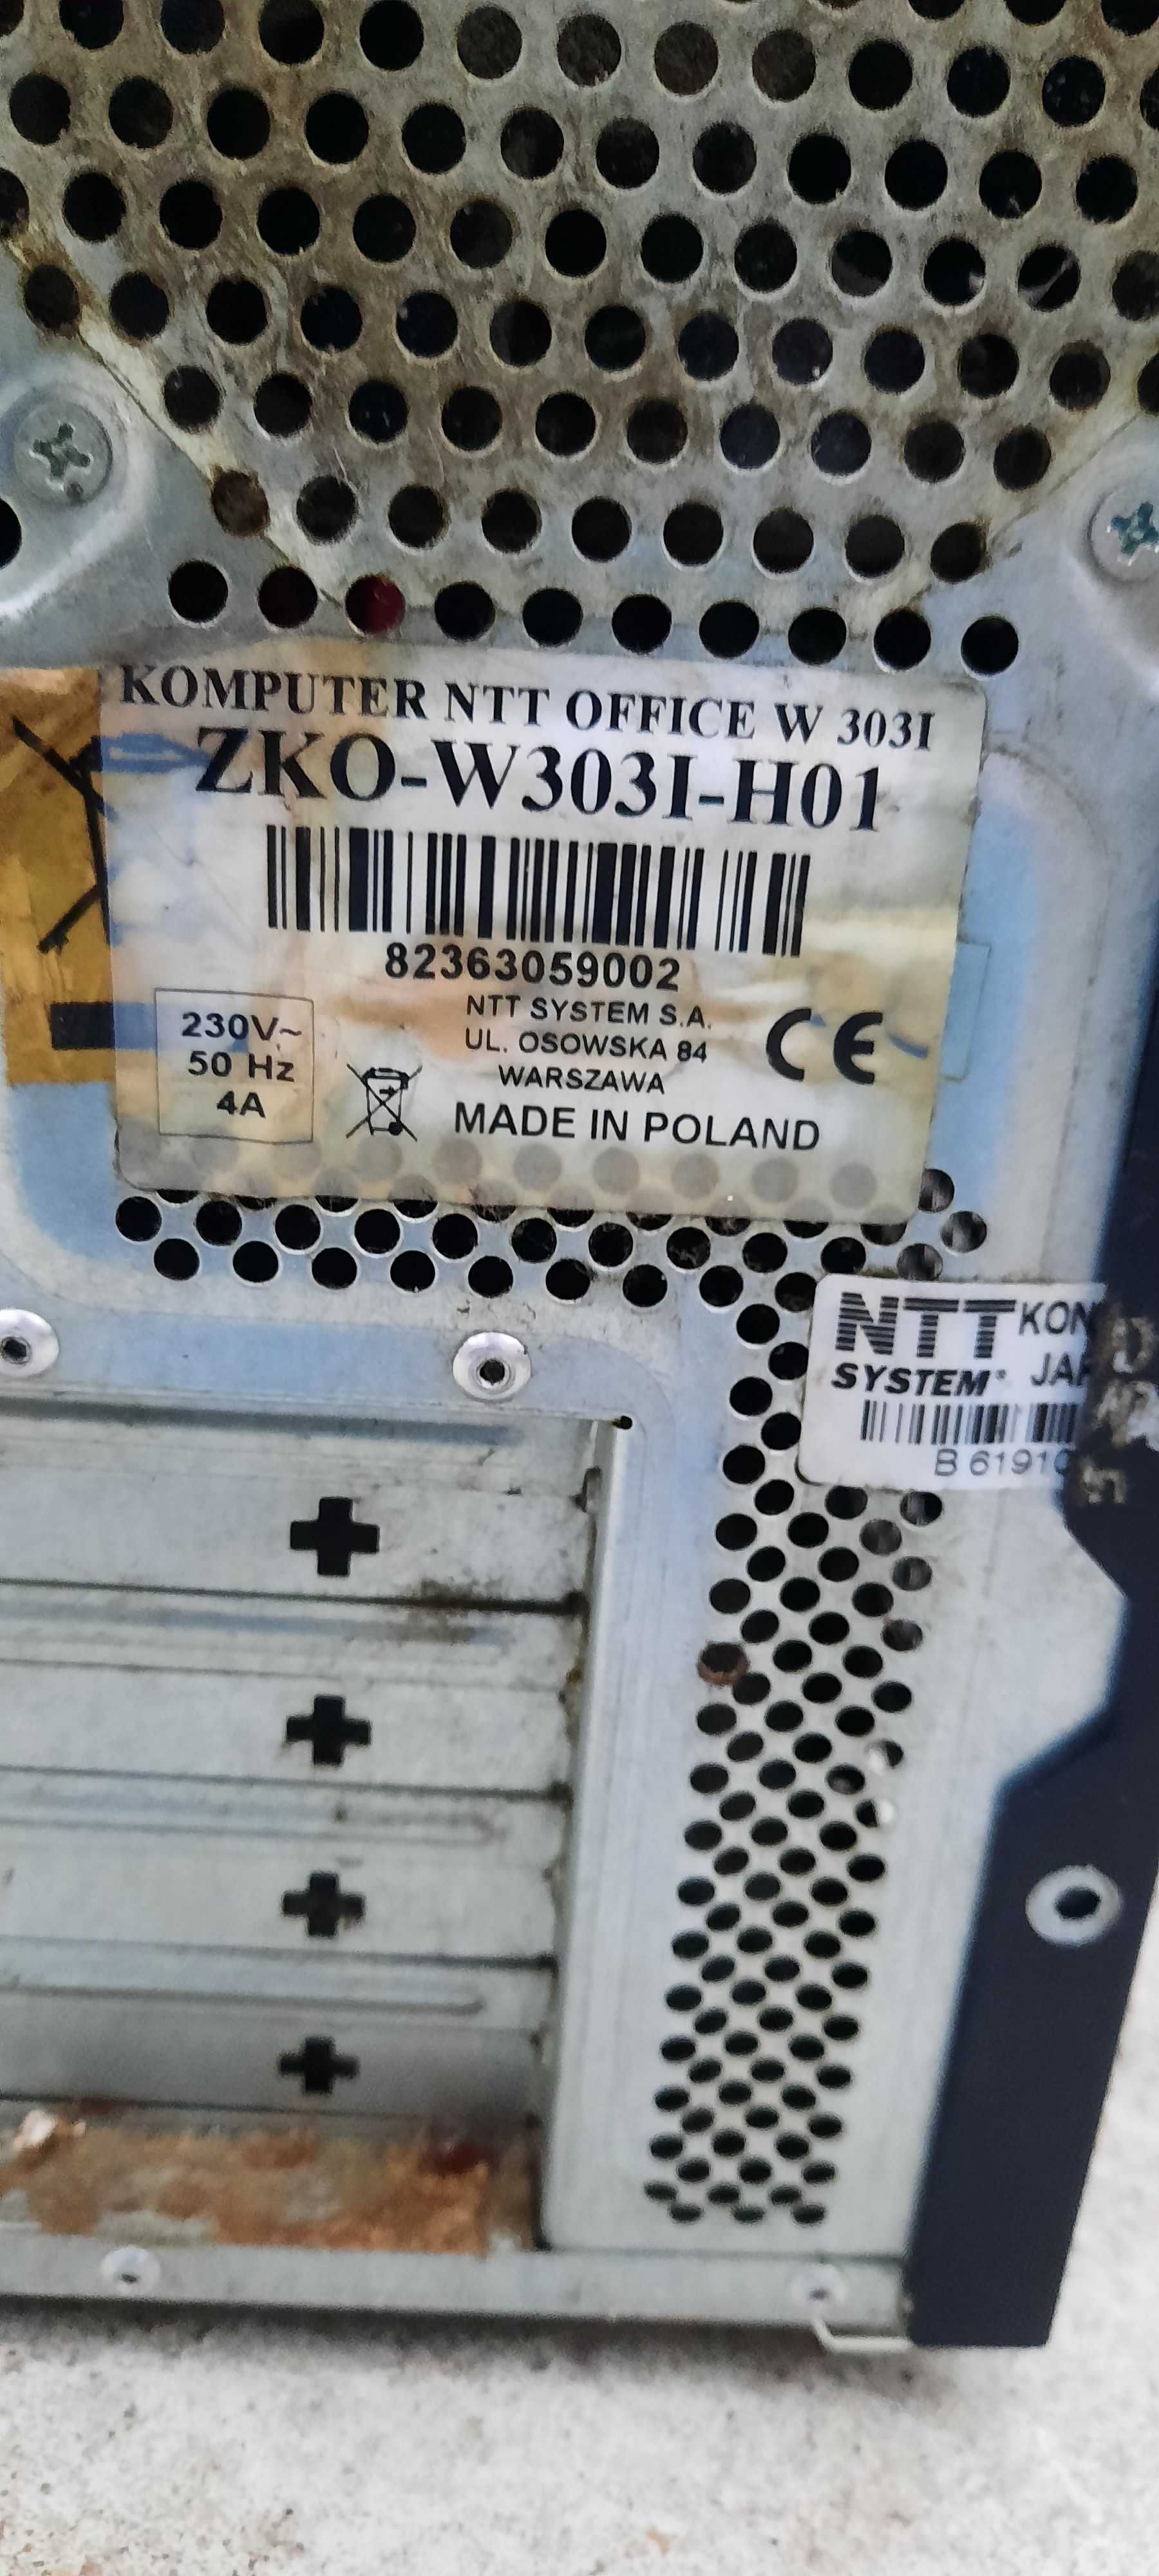 KOMPUTER NTT OFFICE W 303I
ZKO-W303I-H01
82363059002
230V~
50 Hz
4A
NTT SYSTEM S.A.
UL. OSOWSKA 84
WARSZAWA
MADE IN POLAND
CE
NTT
SYSTEM®
B 6191